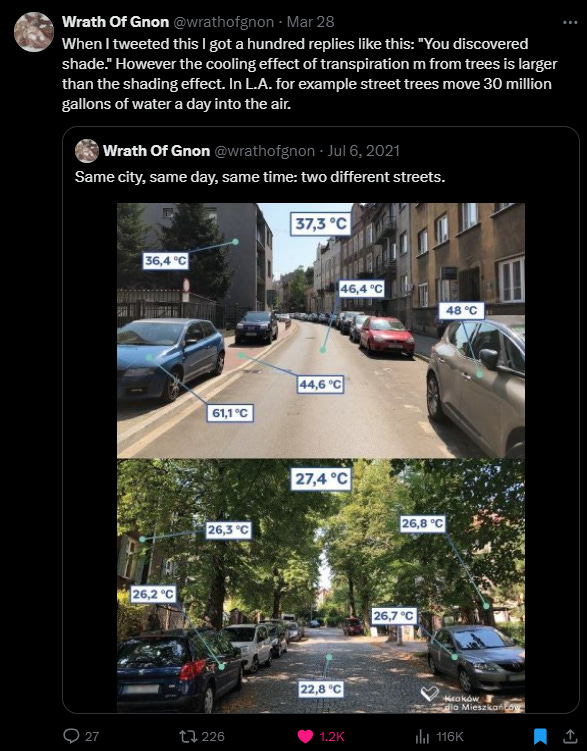 Wrath Of Gnon @wrathofgnon · Mar 28
When I tweeted this I got a hundred replies like this: "You discovered
shade." However the cooling effect of transpiration m from trees is larger
than the shading effect. In L.A. for example street trees move 30 million
gallons of water a day into the air.
Wrath Of Gnon @wrathofgnon · Jul 6, 2021
Same city, same day, same time: two different streets.
37,3 °C
36,4 °C
46,4 °C
48 °C
44,6 °C
61,1 °C
27,4 °C
26,3 °C
26,8 °C
26,2 °C
26,7 °C
22,8 °C
Kraków
dla Mieszkańców
27 226 1.2K 116K